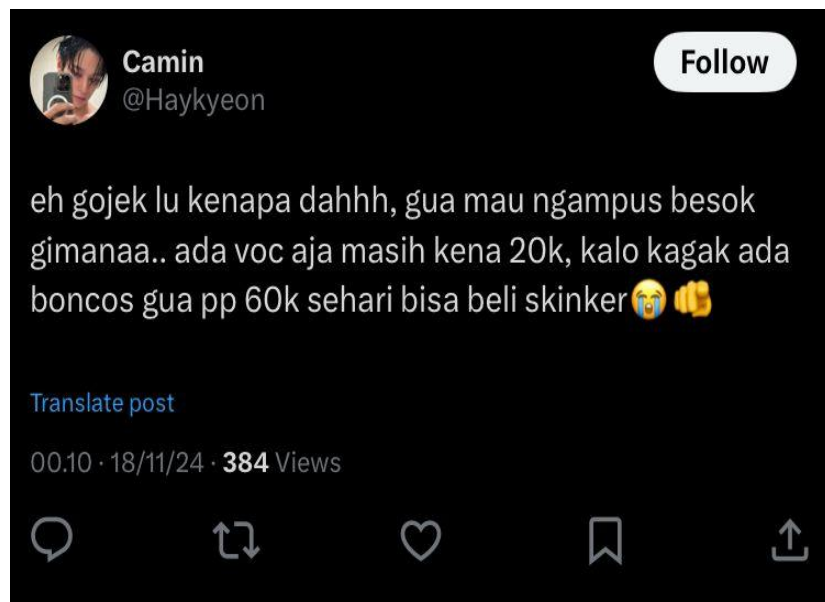 Camin
Follow
@Haykyeon
eh gojek lu kenapa dahhh, gua mau ngampus besok
gimanaa.. ada voc aja masih kena 20k, kalo kagak ada
boncos gua pp 60k sehari bisa beli skinker😭🫵
Translate post
00.10 · 18/11/24 · 384 Views